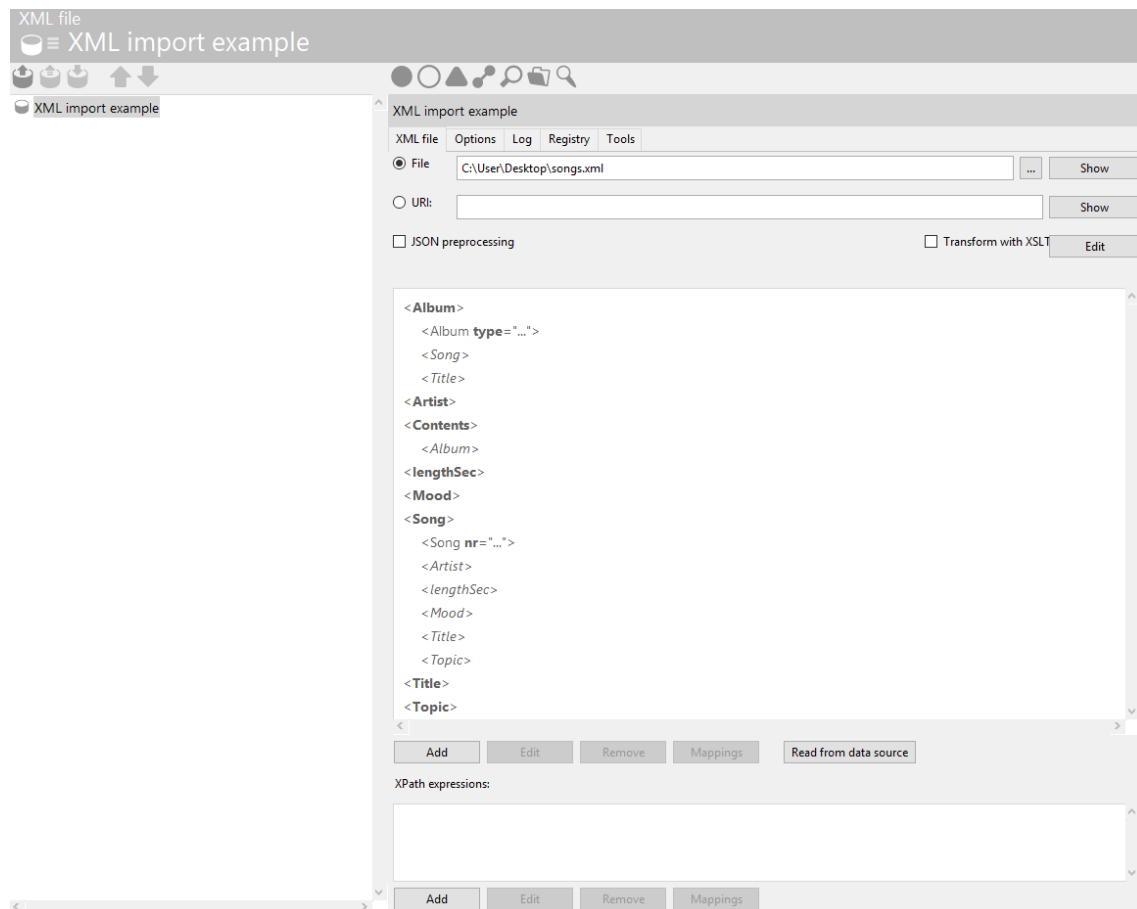 XML file
XML import example
XML import example
XML import example
XML file Options Log Registry Tools
File C:\User\Desktop\songs.xml ... Show
URI: Show
JSON preprocessing Transform with XSLT Edit
<Album>
<Album type="...">
<Song>
<Title>
<Artist>
<Contents>
<Album>
<lengthSec>
<Mood>
<Song>
<Song nr="...">
<Artist>
<lengthSec>
<Mood>
<Title>
<Topic>
<Title>
<Topic>
Add Edit Remove Mappings Read from data source
XPath expressions:
Add Edit Remove Mappings